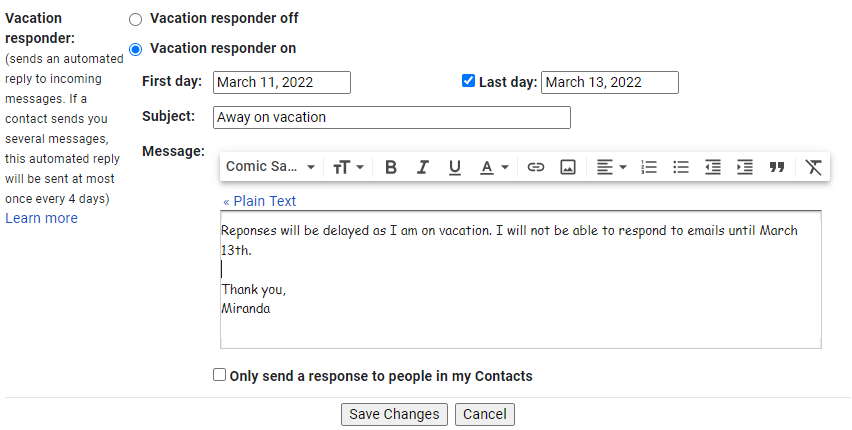 Vacation
responder:
(sends an automated
reply to incoming
messages. If a
contact sends you
several messages,
this automated reply
will be sent at most
once every 4 days)
Learn more
Vacation responder off
Vacation responder on
First day: March 11, 2022 Last day: March 13, 2022
Subject: Away on vacation
Message:
Comic Sa...
« Plain Text
Reponses will be delayed as I am on vacation. I will not be able to respond to emails until March
13th.
Thank you,
Miranda
Only send a response to people in my Contacts
Save Changes Cancel